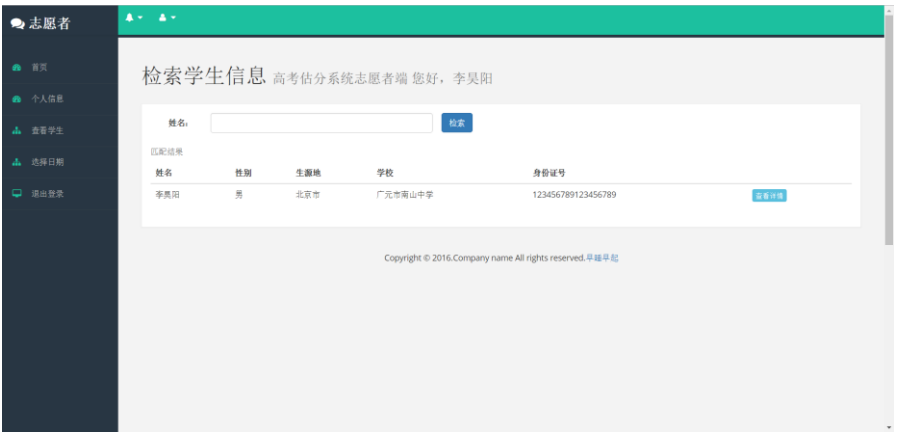 志愿者
首页
个人信息
查看学生
选择日期
退出登录
检索学生信息 高考估分系统志愿者端 您好，李昊阳
姓名： 检索
匹配结果
姓名 性别 生源地 学校 身份证号
李昊阳 男 北京市 广元市南山中学 123456789123456789 查看详情
Copyright © 2016.Company name All rights reserved.早睡早起